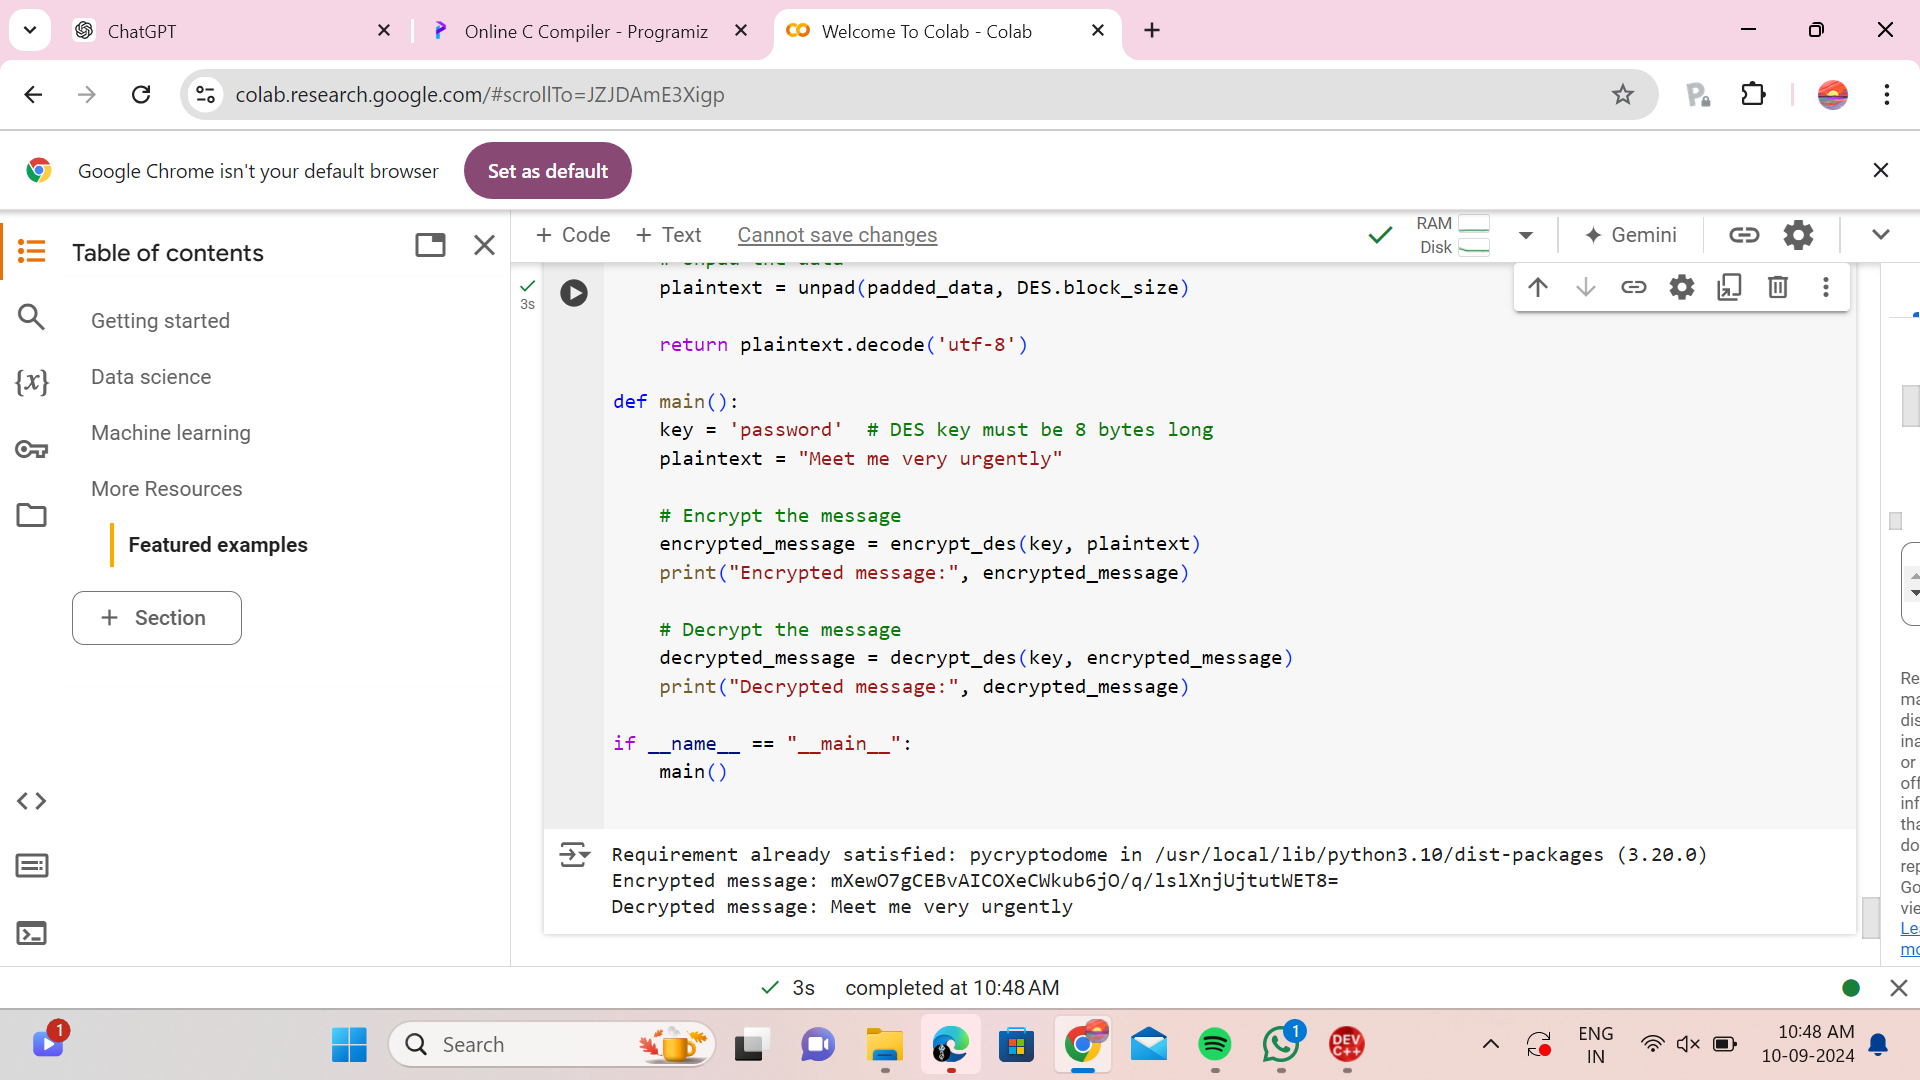 ChatGPT
Online C Compiler - Programiz
Welcome To Colab - Colab
colab.research.google.com/#scrollTo=JZJDAmE3Xigp
Google Chrome isn't your default browser
Set as default
Table of contents
Getting started
Data science
Machine learning
More Resources
Featured examples
+ Section
+ Code + Text Cannot save changes
RAM
Disk
Gemini
3s
plaintext = unpad(padded_data, DES.block_size)
return plaintext.decode('utf-8')
def main():
key = 'password' # DES key must be 8 bytes long
plaintext = "Meet me very urgently"
# Encrypt the message
encrypted_message = encrypt_des(key, plaintext)
print("Encrypted message:", encrypted_message)
# Decrypt the message
decrypted_message = decrypt_des(key, encrypted_message)
print("Decrypted message:", decrypted_message)
if __name__ == "__main__":
main()
Requirement already satisfied: pycryptodome in /usr/local/lib/python3.10/dist-packages (3.20.0)
Encrypted message: mXewO7gCEBvAICOXeCWkub6jO/q/lslXnjUjtutWET8=
Decrypted message: Meet me very urgently
3s completed at 10:48 AM
1
Search
1
DEV
C++
ENG
IN
10:48 AM
10-09-2024